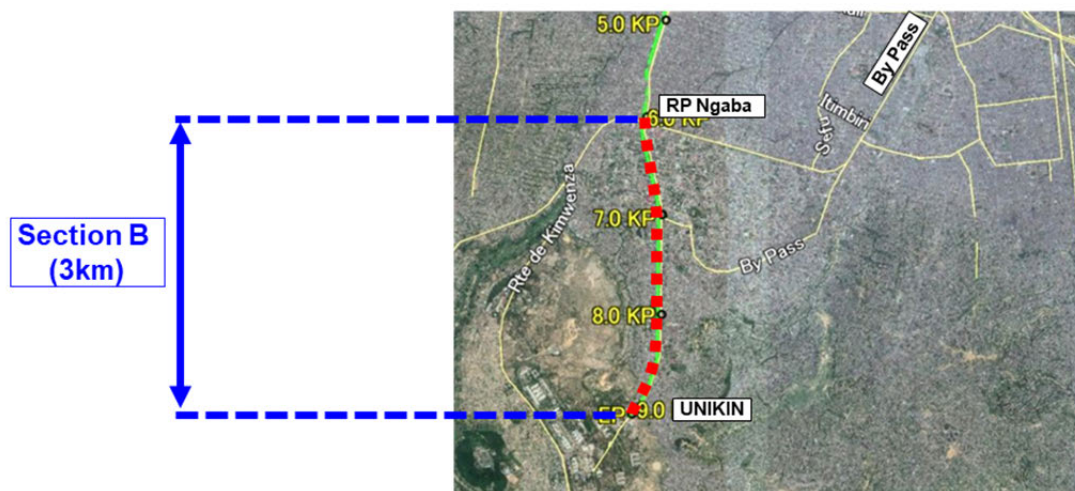 5.0 KP
By Pass
RP Ngaba
6.0 KP
Itimbiri
Sefu
Section B
(3km)
Rte de Kimwenza
7.0 KP
By Pass
8.0 KP
EP 9.0
UNIKIN